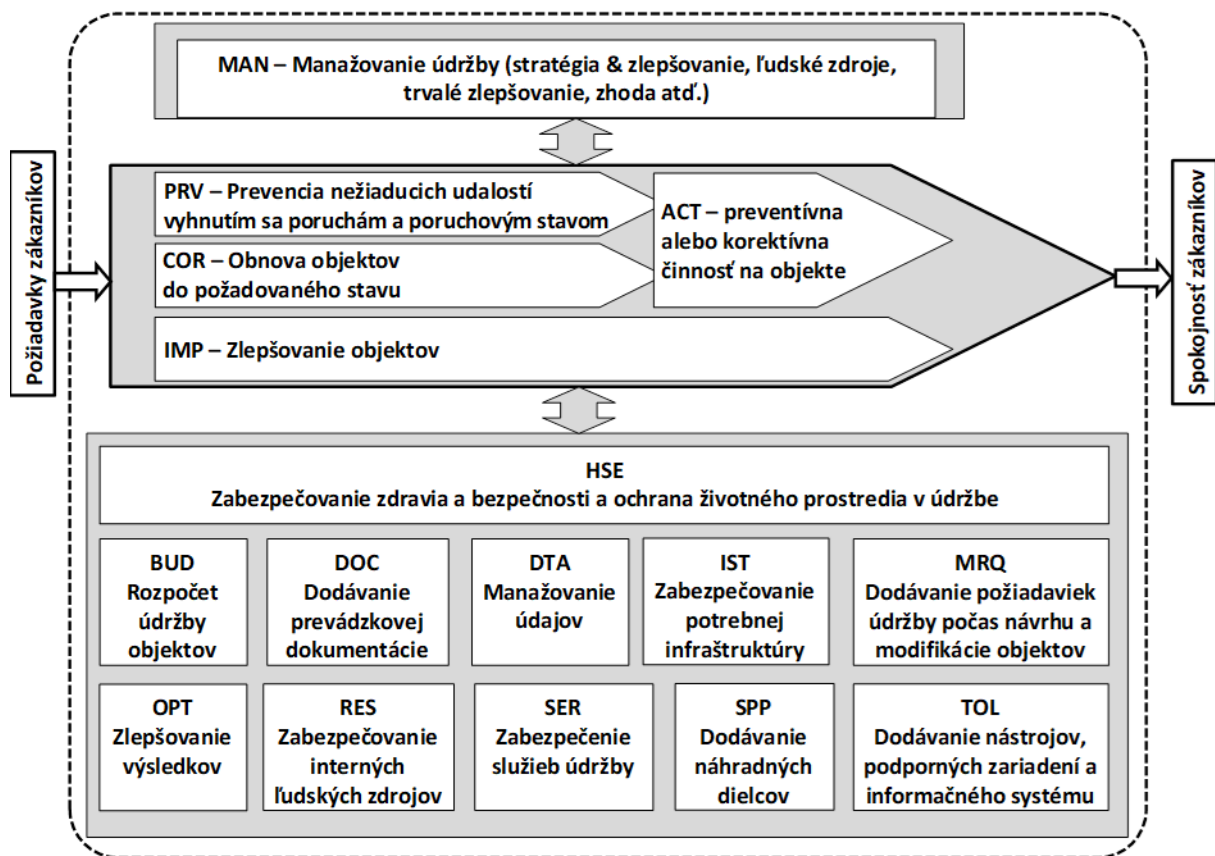 MAN – Manažovanie údržby (stratégia & zlepšovanie, ľudské zdroje,
trvalé zlepšovanie, zhoda atď.)
Požiadavky zákazníkov
PRV – Prevencia nežiaducich udalostí
vyhnutím sa poruchám a poruchovým stavom
COR – Obnova objektov
do požadovaného stavu
ACT – preventívna
alebo korektívna
činnosť na objekte
IMP – Zlepšovanie objektov
Spokojnosť zákazníkov
HSE
Zabezpečovanie zdravia a bezpečnosti a ochrana životného prostredia v údržbe
BUD
Rozpočet
údržby
objektov
DOC
Dodávanie
prevádzkovej
dokumentácie
DTA
Manažovanie
údajov
IST
Zabezpečovanie
potrebnej
infraštruktúry
MRQ
Dodávanie požiadaviek
údržby počas návrhu a
modifikácie objektov
OPT
Zlepšovanie
výsledkov
RES
Zabezpečovanie
interných
ľudských zdrojov
SER
Zabezpečenie
služieb údržby
SPP
Dodávanie
náhradných
dielcov
TOL
Dodávanie nástrojov,
podporných zariadení a
informačného systému